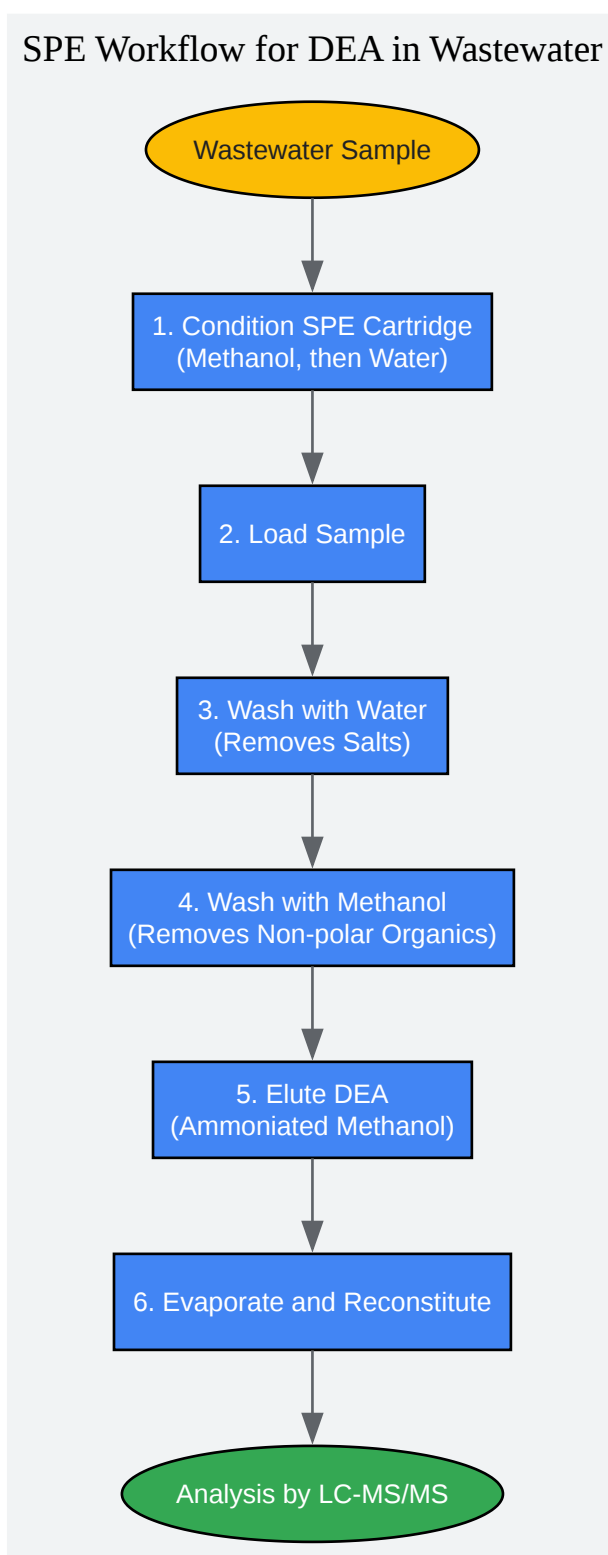 SPE Workflow for DEA in Wastewater
Wastewater Sample
1. Condition SPE Cartridge
(Methanol, then Water)
2. Load Sample
3. Wash with Water
(Removes Salts)
4. Wash with Methanol
(Removes Non-polar Organics)
5. Elute DEA
(Ammoniated Methanol)
6. Evaporate and Reconstitute
Analysis by LC-MS/MS